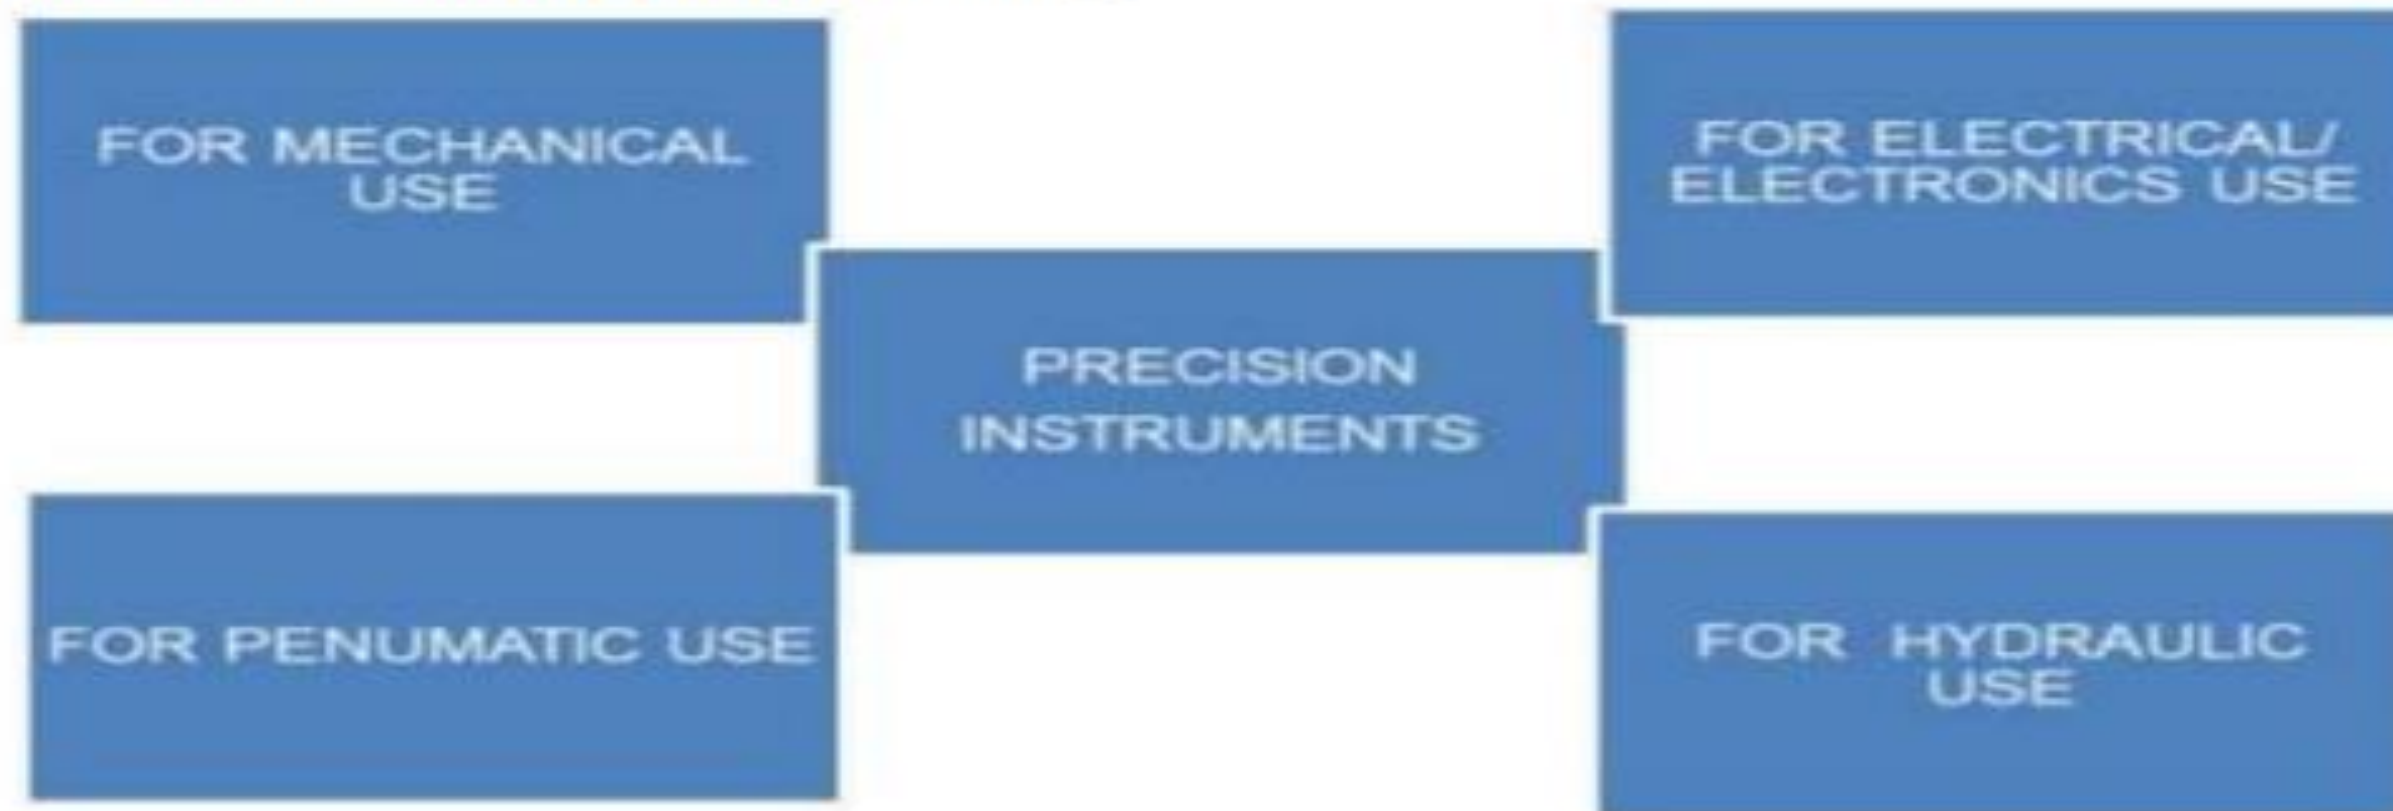 FOR MECHANICAL
USE
FOR ELECTRICAL/
ELECTRONICS USE
PRECISION
INSTRUMENTS
FOR PENUMATIC USE
FOR HYDRAULIC
USE